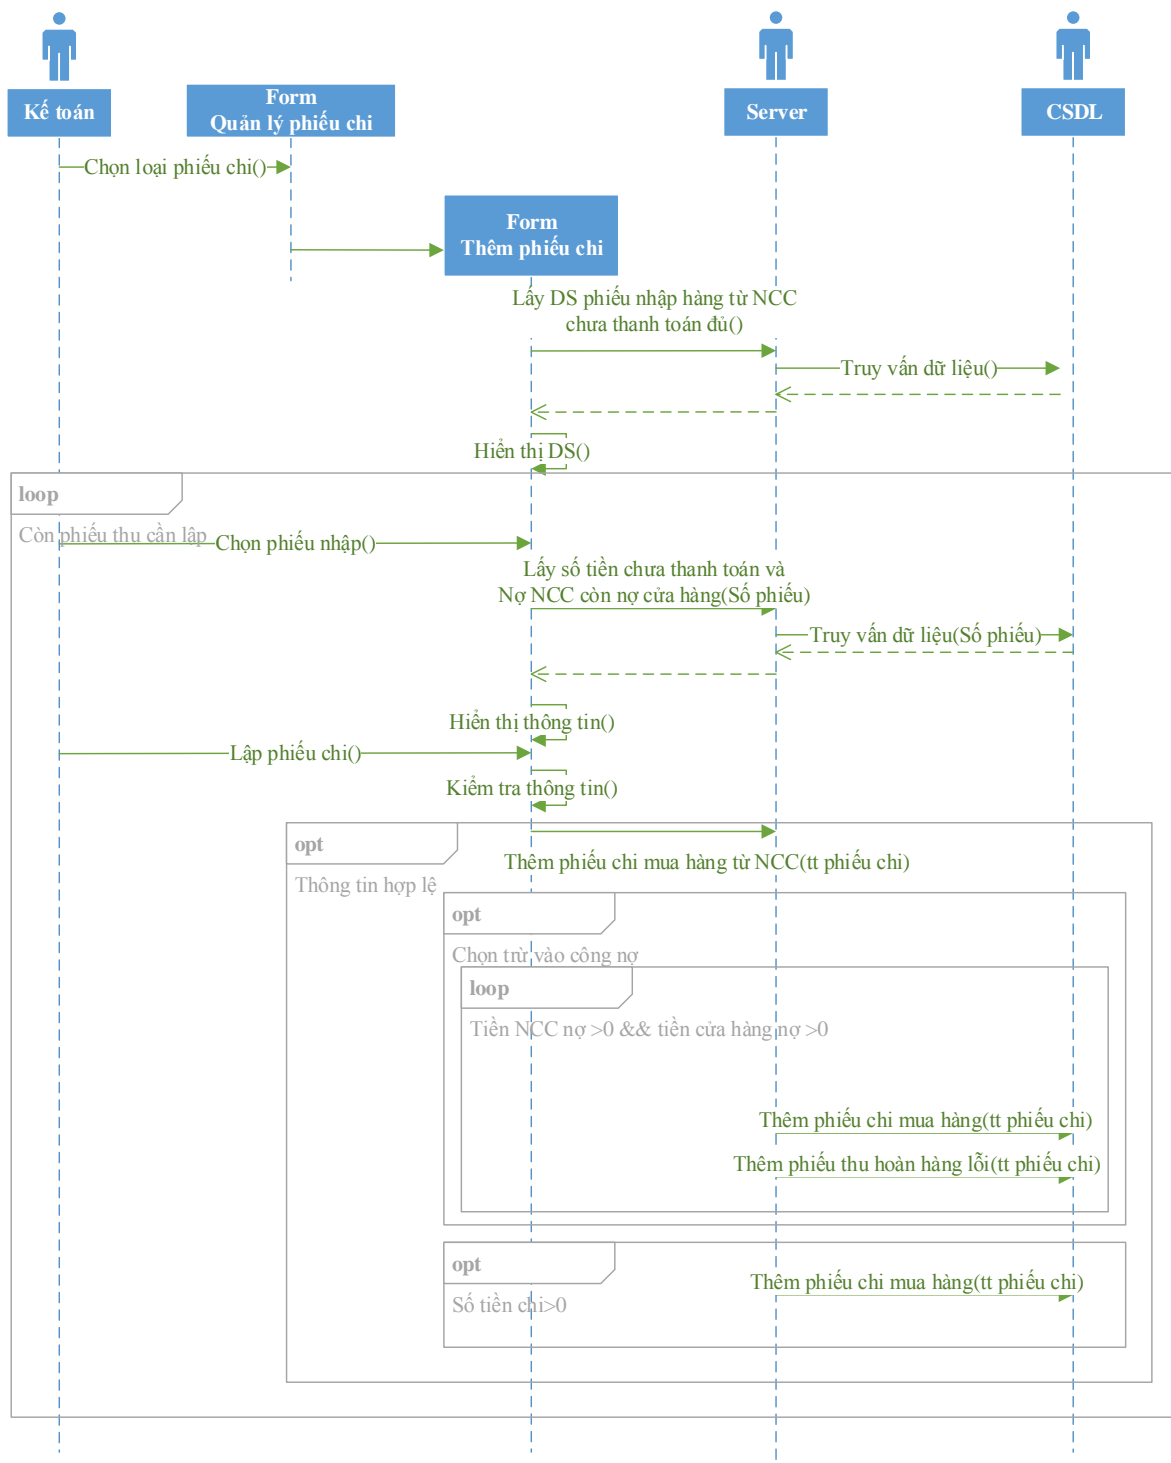 Kế toán
Form
Quản lý phiếu chi
Server
CSDL
Chọn loại phiếu chi()
Form
Thêm phiếu chi
Lấy DS phiếu nhập hàng từ NCC
chưa thanh toán đủ()
Truy vấn dữ liệu()
Hiển thị DS()
loop
Còn phiếu thu cần lập
Chọn phiếu nhập()
Lấy số tiền chưa thanh toán và
Nợ NCC còn nợ cửa hàng(Số phiếu)
Truy vấn dữ liệu(Số phiếu)
Hiển thị thông tin()
Lập phiếu chi()
Kiểm tra thông tin()
opt
Thêm phiếu chi mua hàng từ NCC(tt phiếu chi)
Thông tin hợp lệ
opt
Chọn trừ vào công nợ
loop
Tiền NCC nợ >0 && tiền cửa hàng nợ >0
Thêm phiếu chi mua hàng(tt phiếu chi)
Thêm phiếu thu hoàn hàng lỗi(tt phiếu chi)
opt
Thêm phiếu chi mua hàng(tt phiếu chi)
Số tiền chi>0